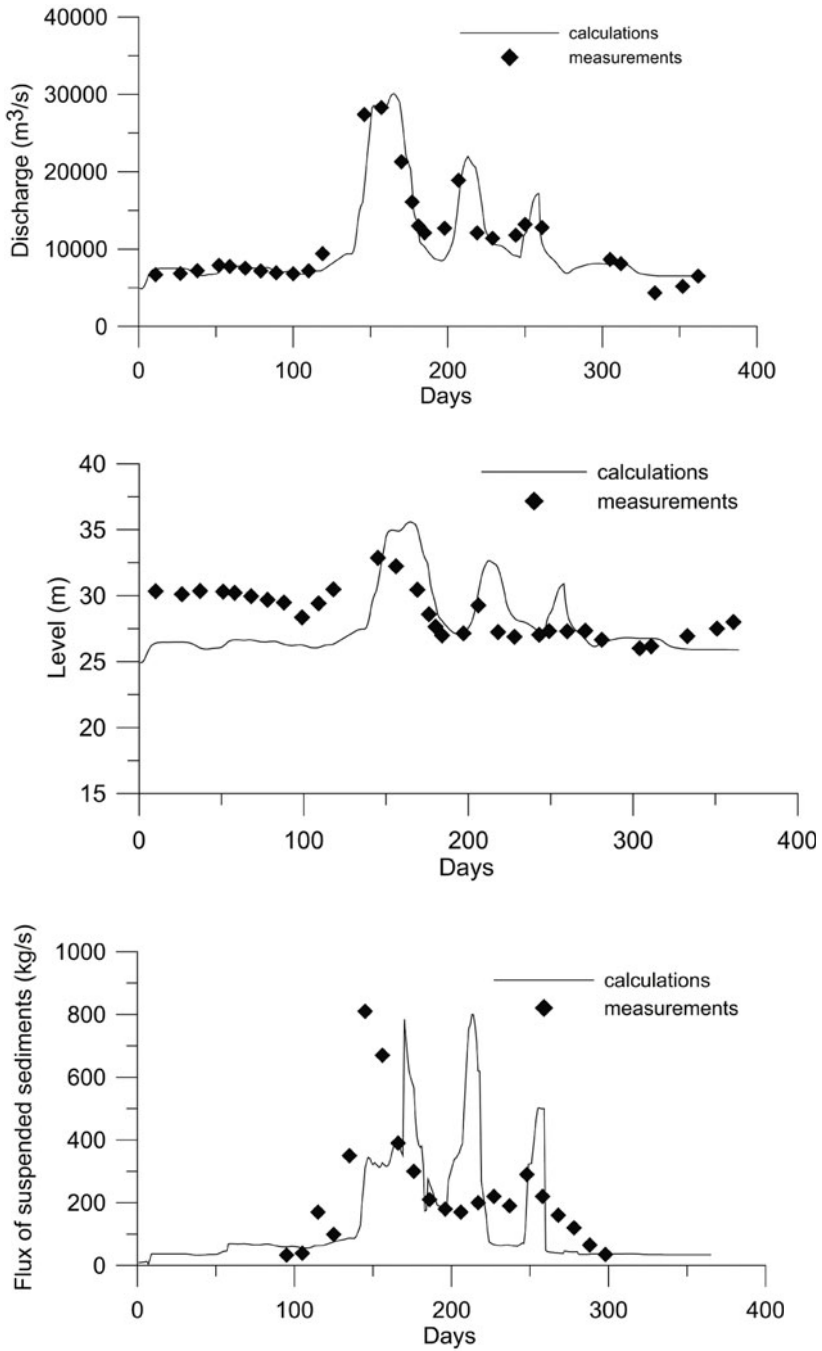 40000
calculations
measurements
30000
20000
10000
0
Discharge (m³/s)
0 100 200 300 400
Days
40
calculations
35
measurements
30
25
20
15
Level (m)
0 100 200 300 400
Days
1000
calculations
800
measurements
600
400
200
0
Flux of suspended sediments (kg/s)
0 100 200 300 400
Days